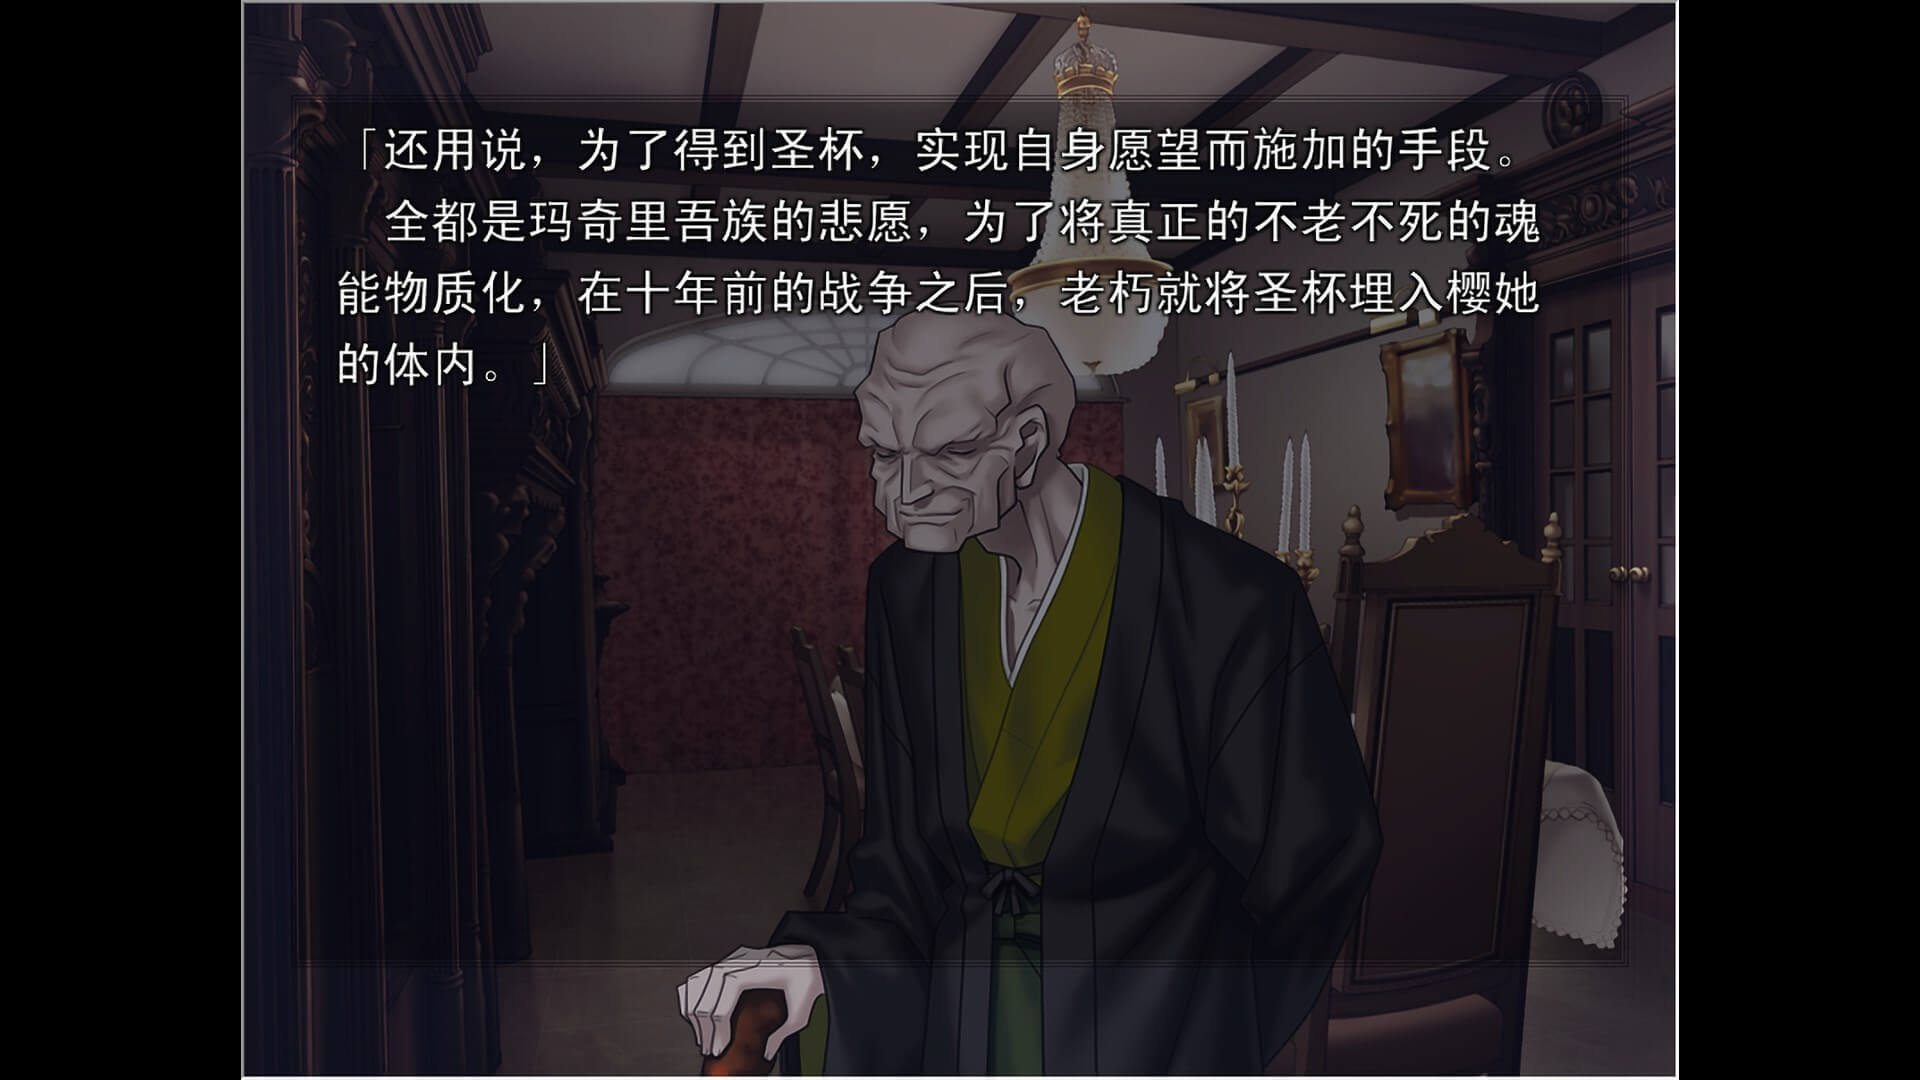 「还用说，为了得到圣杯，实现自身愿望而施加的手段。
全都是玛奇里吾族的悲愿，为了将真正的不老不死的魂
能物质化，在十年前的战争之后，老朽就将圣杯埋入樱她
的体内。」